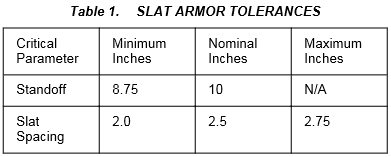 Table 1. SLAT ARMOR TOLERANCES
Critical Parameter Minimum Inches Nominal Inches Maximum Inches
Standoff 8.75 10 N/A
Slat Spacing 2.0 2.5 2.75